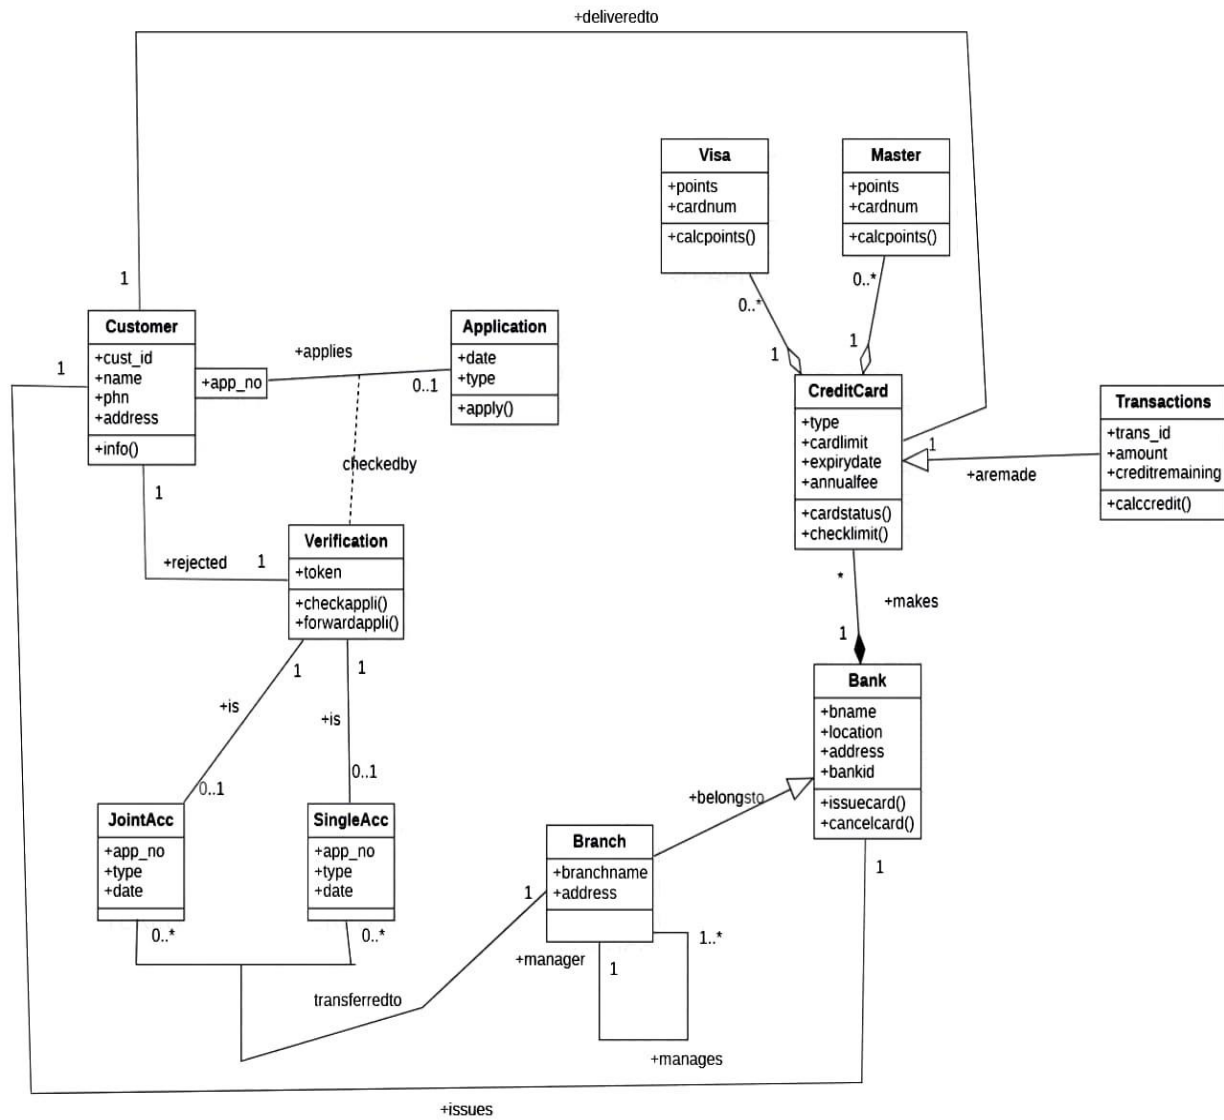 +deliveredto
Visa
+points
+cardnum
+calcpoints()
Master
+points
+cardnum
+calcpoints()
0..*
0..*
1
1
1
Customer
+cust_id
+name
+phn
+address
+info()
1
+app_no
+applies
0..1
Application
+date
+type
+apply()
checkedby
CreditCard
+type
+cardlimit
+expirydate
+annualfee
+cardstatus()
+checklimit()
1
+aremade
Transactions
+trans_id
+amount
+creditremaining
+calccredit()
1
+rejected
1
Verification
+token
+checkappli()
+forwardappli()
*
+makes
1
1
1
+is
+is
0..1
0..1
Bank
+bname
+location
+address
+bankid
+issuecard()
+cancelcard()
+belongsto
JointAcc
+app_no
+type
+date
SingleAcc
+app_no
+type
+date
Branch
+branchname
+address
1
1
0..*
0..*
1..*
+manager
1
transferredto
+manages
+issues